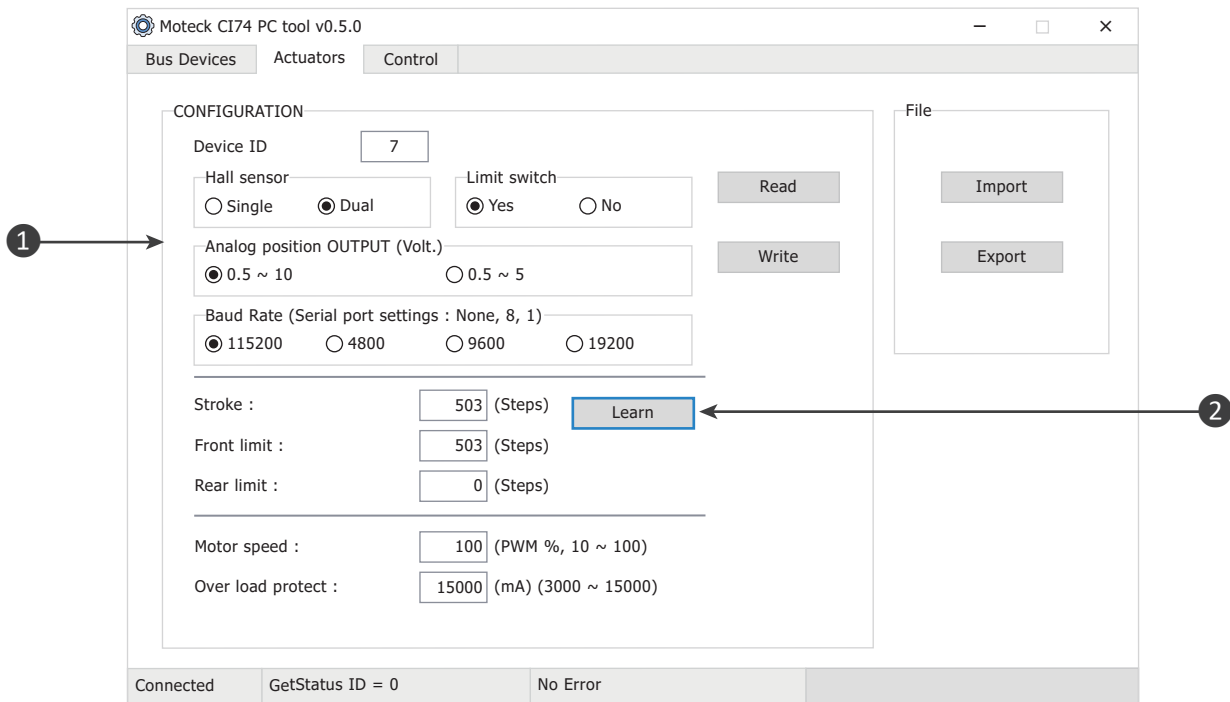 Moteck CI74 PC tool v0.5.0
Bus Devices Actuators Control
CONFIGURATION
File
Device ID 7
Hall sensor
Limit switch
Single Dual
Yes No
Read
Import
1
Analog position OUTPUT (Volt.)
0.5 ~ 10 0.5 ~ 5
Write
Export
Baud Rate (Serial port settings : None, 8, 1)
115200 4800 9600 19200
Stroke : 503 (Steps)
Learn
2
Front limit : 503 (Steps)
Rear limit : 0 (Steps)
Motor speed : 100 (PWM %, 10 ~ 100)
Over load protect : 15000 (mA) (3000 ~ 15000)
Connected GetStatus ID = 0 No Error